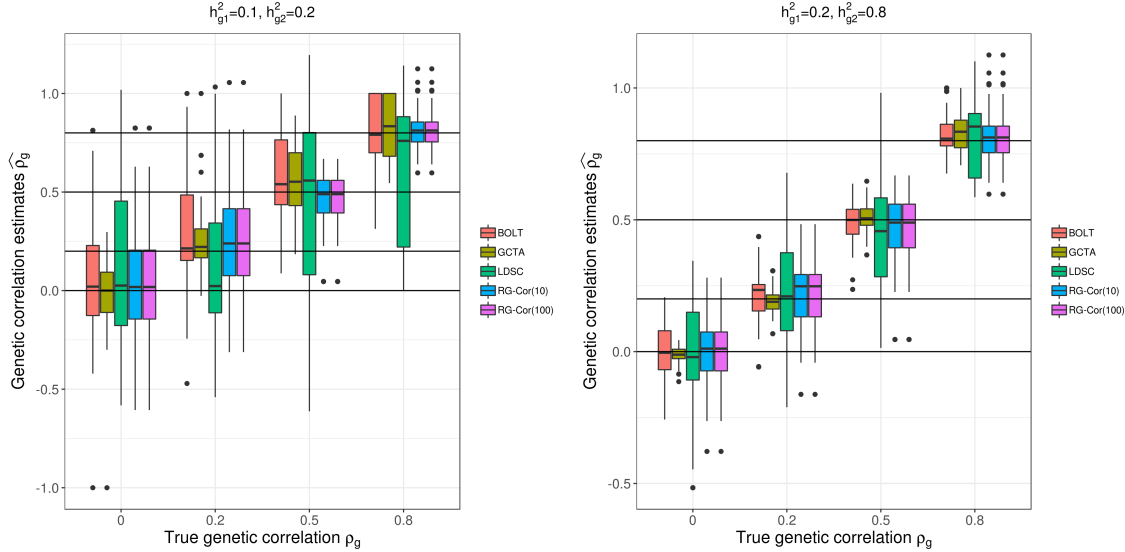 h²g1=0.1, h²g2=0.2
Genetic correlation estimates ρ̂g
1.0
0.5
0.0
-0.5
-1.0
0
0.2
0.5
0.8
True genetic correlation ρg
BOLT
GCTA
LDSC
RG-Cor(10)
RG-Cor(100)
h²g1=0.2, h²g2=0.8
Genetic correlation estimates ρ̂g
1.0
0.5
0.0
-0.5
0
0.2
0.5
0.8
True genetic correlation ρg
BOLT
GCTA
LDSC
RG-Cor(10)
RG-Cor(100)